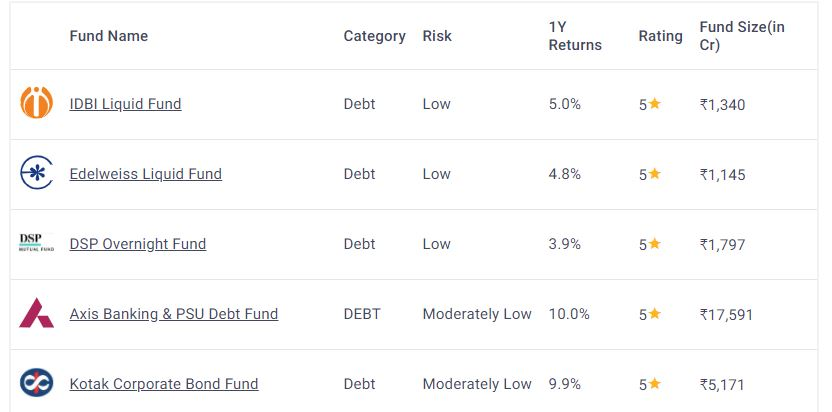 Fund Name Category Risk 1Y Returns Rating Fund Size(in Cr)
IDBI Liquid Fund Debt Low 5.0% 5★ ₹1,340
Edelweiss Liquid Fund Debt Low 4.8% 5★ ₹1,145
DSP MUTUAL FUND DSP Overnight Fund Debt Low 3.9% 5★ ₹1,797
Axis Banking & PSU Debt Fund DEBT Moderately Low 10.0% 5★ ₹17,591
Kotak Corporate Bond Fund Debt Moderately Low 9.9% 5★ ₹5,171